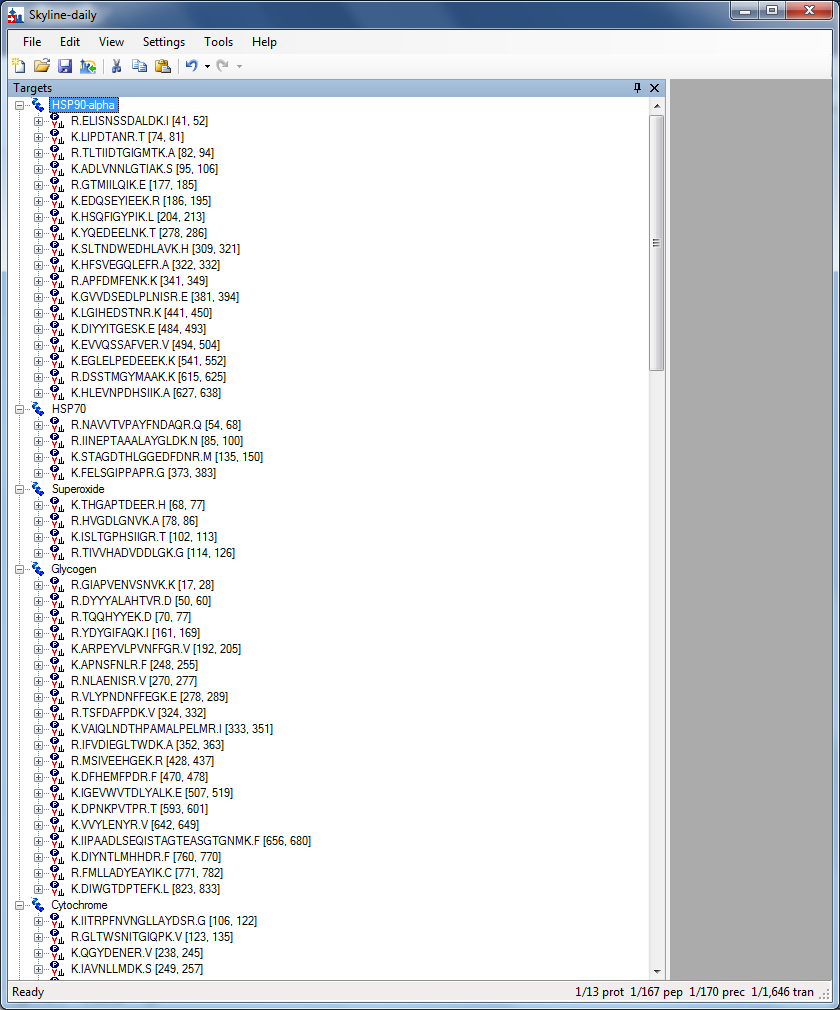 Skyline-daily
File Edit View Settings Tools Help
Targets
HSP90-alpha
R.ELISNSSDALDK.I [41, 52]
K.LIPDTANR.T [74, 81]
R.TLTIIDTGIGMTK.A [82, 94]
K.ADLVNNLGTIAK.S [95, 106]
R.GTMIILQIK.E [177, 185]
K.EDQSEYIEEK.R [186, 195]
K.HSQFIGYPIK.L [204, 213]
K.YQEDEELNK.T [278, 286]
K.SLTNDWEDHLAVK.H [309, 321]
K.HFSVEGQLEFR.A [322, 332]
R.APFDMFENK.K [341, 349]
K.GVVDSEDLPLNISR.E [381, 394]
K.LGIHEDSTNR.K [441, 450]
K.DIYYITGESK.E [484, 493]
K.EVVQSSAFVER.V [494, 504]
K.EGLELPEDEEEK.K [541, 552]
R.DSSTMGYMAAK.K [615, 625]
K.HLEVNPDHSIIK.A [627, 638]
HSP70
R.NAVVTVPAYFNDAQR.Q [54, 68]
R.IINEPTAAALAYGLDK.N [85, 100]
K.STAGDTHLGGEDFDNR.M [135, 150]
K.FELSGIPPAPR.G [373, 383]
Superoxide
K.THGAPTDEER.H [68, 77]
R.HVGDLGNVK.A [78, 86]
K.ISLTGPHSIIGR.T [102, 113]
R.TIVVHADVDDLGK.G [114, 126]
Glycogen
R.GIAPVENVSNVK.K [17, 28]
R.DYYYALAHTVR.D [50, 60]
R.TQQHYYEK.D [70, 77]
R.YDYGIFAQK.I [161, 169]
K.ARPEYVLPVNFFGR.V [192, 205]
K.APNSFNLR.F [248, 255]
R.NLAENISR.V [270, 277]
R.VLYPNDNFFEGK.E [278, 289]
R.TSFDAFPDK.V [324, 332]
K.VAIQLNDTHPAMALPELMR.I [333, 351]
R.IFVDIEGLTWDK.A [352, 363]
R.MSIVEEHGEK.R [428, 437]
K.DFHEMFPDR.F [470, 478]
K.IGEVWVTDLYALK.E [507, 519]
K.DPNKPVTPR.T [593, 601]
K.VVYLENYR.V [642, 649]
K.IIPAADLSEQISTAGTEASGTGNMK.F [656, 680]
K.DIYNTLMHHDR.F [760, 770]
R.FMLLADYEAYIK.C [771, 782]
K.DIWGTDPTEFK.L [823, 833]
Cytochrome
K.IITRPFNVNGLLAYDSR.G [106, 122]
R.GLTWSNITGIQPK.V [123, 135]
K.QGYDENER.V [238, 245]
K.IAVNLLMDK.S [249, 257]
Ready 1/13 prot 1/167 pep 1/170 prec 1/1,646 tran